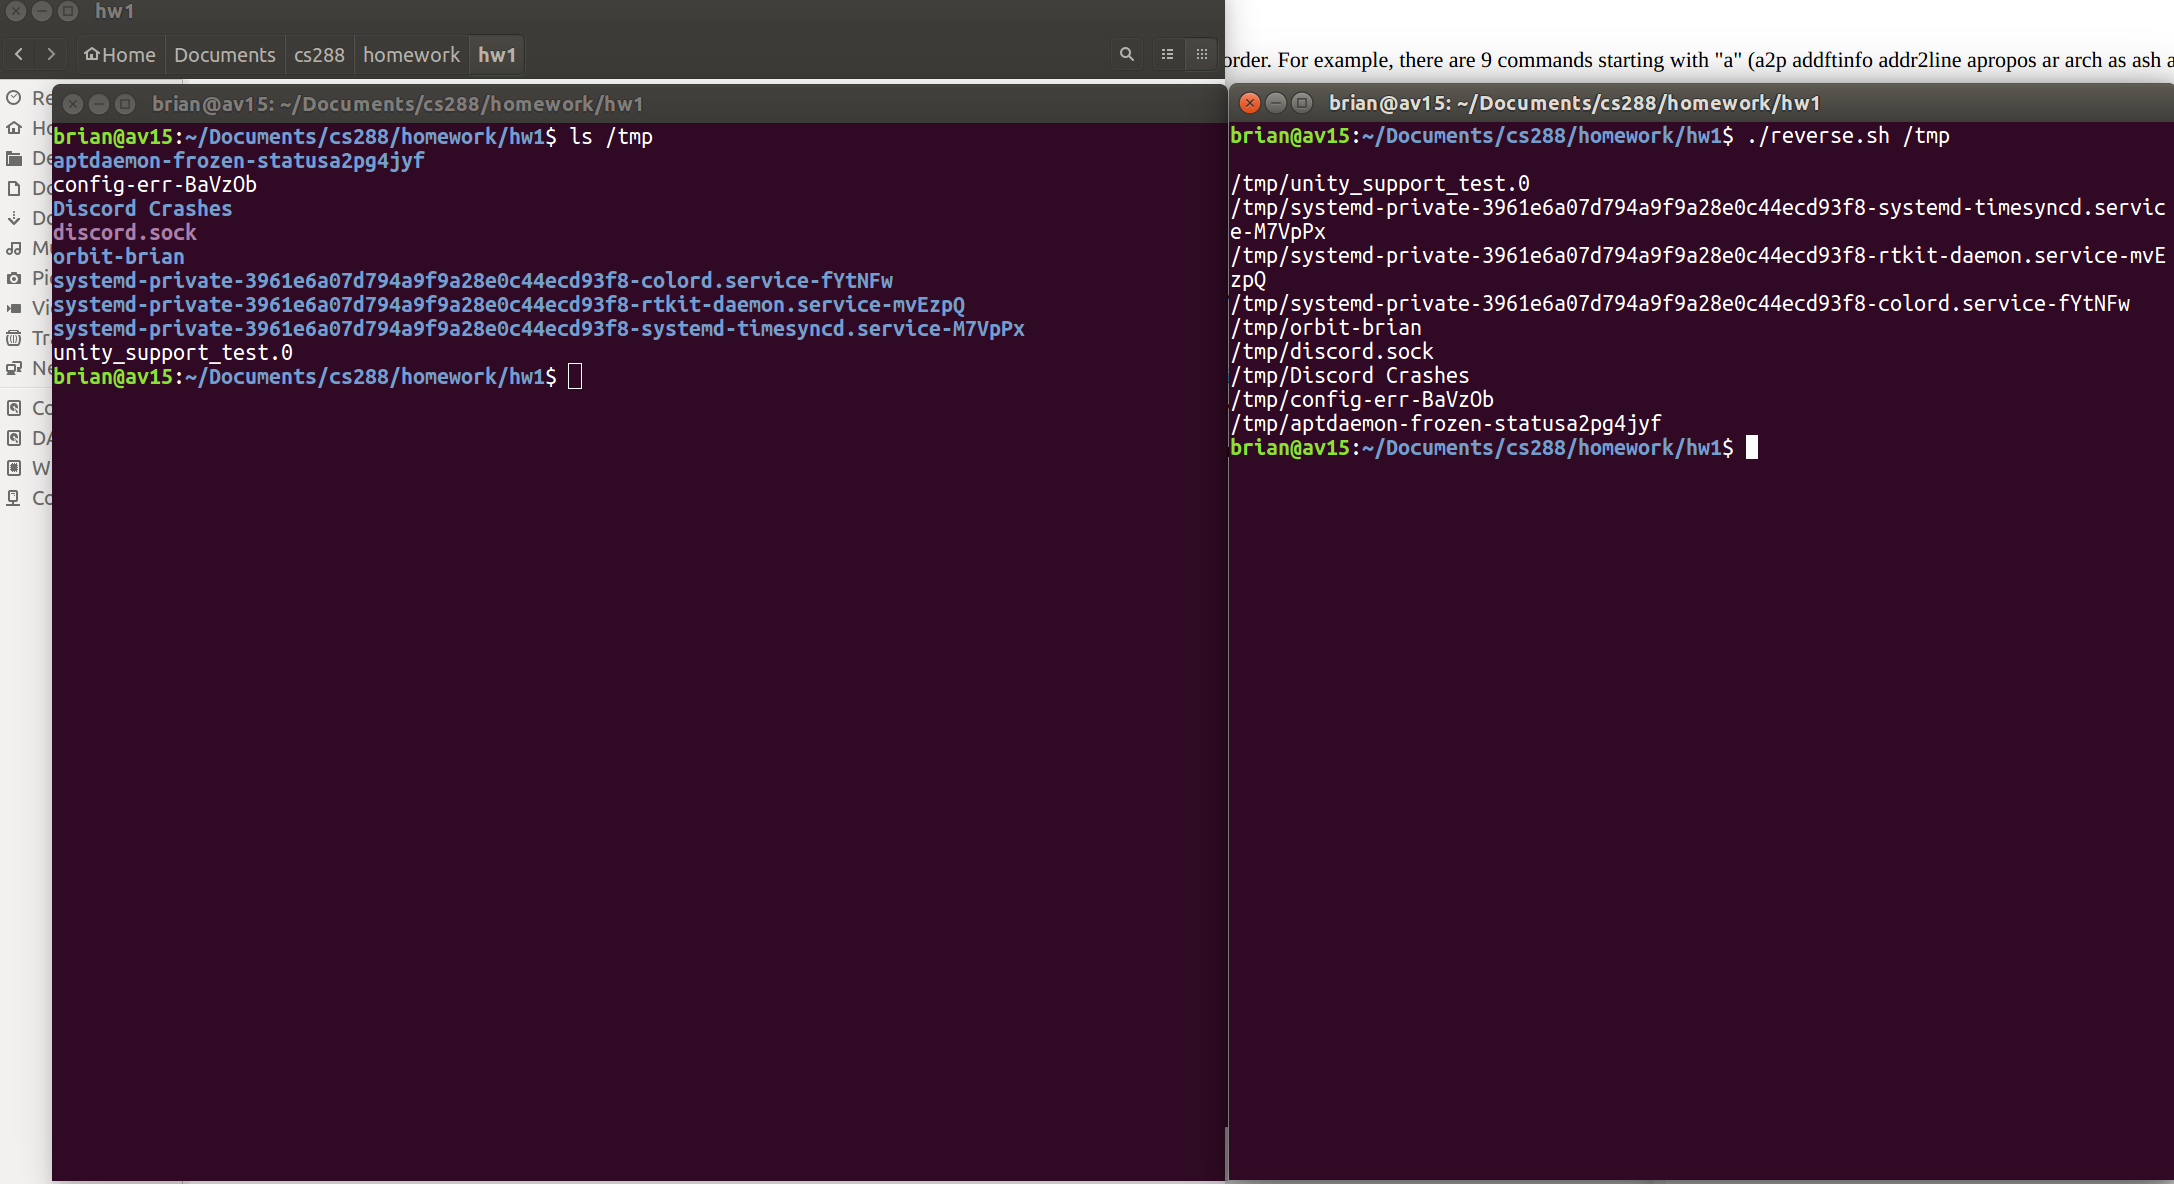 hw1
Home Documents cs288 homework hw1
order. For example, there are 9 commands starting with "a" (a2p addftinfo addr2line apropos ar arch as ash a
Re
Ho
De
Do
Do
Mu
Pic
Vi
Tra
Ne
Co
DA
W
Co
brian@av15: ~/Documents/cs288/homework/hw1
brian@av15:~/Documents/cs288/homework/hw1$ ls /tmp
aptdaemon-frozen-statusa2pg4jyf
config-err-BaVzOb
Discord Crashes
discord.sock
orbit-brian
systemd-private-3961e6a07d794a9f9a28e0c44ecd93f8-colord.service-fYtNFw
systemd-private-3961e6a07d794a9f9a28e0c44ecd93f8-rtkit-daemon.service-mvEzpQ
systemd-private-3961e6a07d794a9f9a28e0c44ecd93f8-systemd-timesyncd.service-M7VpPx
unity_support_test.0
brian@av15:~/Documents/cs288/homework/hw1$
brian@av15: ~/Documents/cs288/homework/hw1
brian@av15:~/Documents/cs288/homework/hw1$ ./reverse.sh /tmp
/tmp/unity_support_test.0
/tmp/systemd-private-3961e6a07d794a9f9a28e0c44ecd93f8-systemd-timesyncd.servic
e-M7VpPx
/tmp/systemd-private-3961e6a07d794a9f9a28e0c44ecd93f8-rtkit-daemon.service-mvE
zpQ
/tmp/systemd-private-3961e6a07d794a9f9a28e0c44ecd93f8-colord.service-fYtNFw
/tmp/orbit-brian
/tmp/discord.sock
/tmp/Discord Crashes
/tmp/config-err-BaVzOb
/tmp/aptdaemon-frozen-statusa2pg4jyf
brian@av15:~/Documents/cs288/homework/hw1$